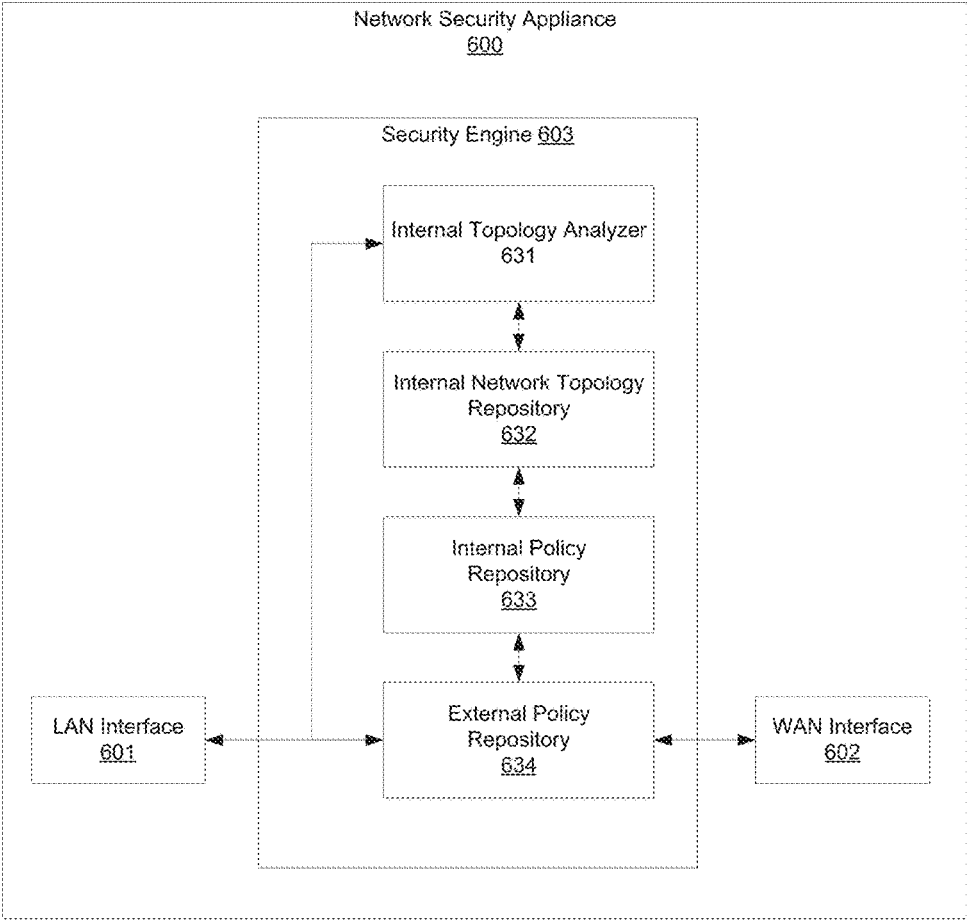 Network Security Appliance
600
Security Engine 603
Internal Topology Analyzer
631
Internal Network Topology
Repository
632
Internal Policy
Repository
633
LAN Interface
601
External Policy
Repository
634
WAN Interface
602